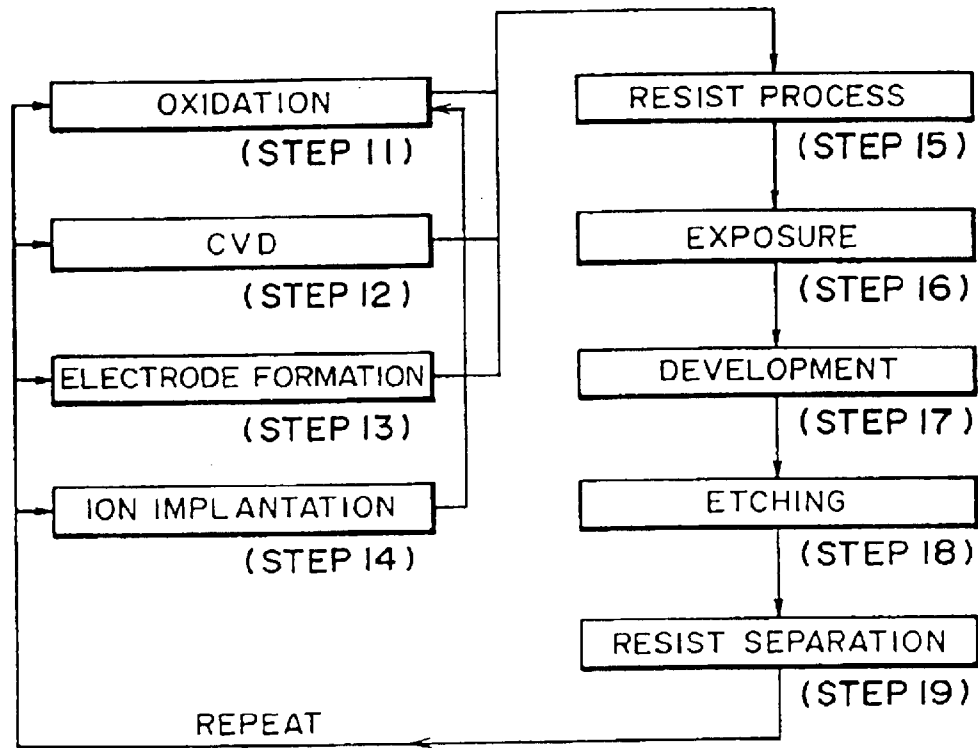 OXIDATION
(STEP 11)
CVD
(STEP 12)
ELECTRODE FORMATION
(STEP 13)
ION IMPLANTATION
(STEP 14)
RESIST PROCESS
(STEP 15)
EXPOSURE
(STEP 16)
DEVELOPMENT
(STEP 17)
ETCHING
(STEP 18)
RESIST SEPARATION
(STEP 19)
REPEAT